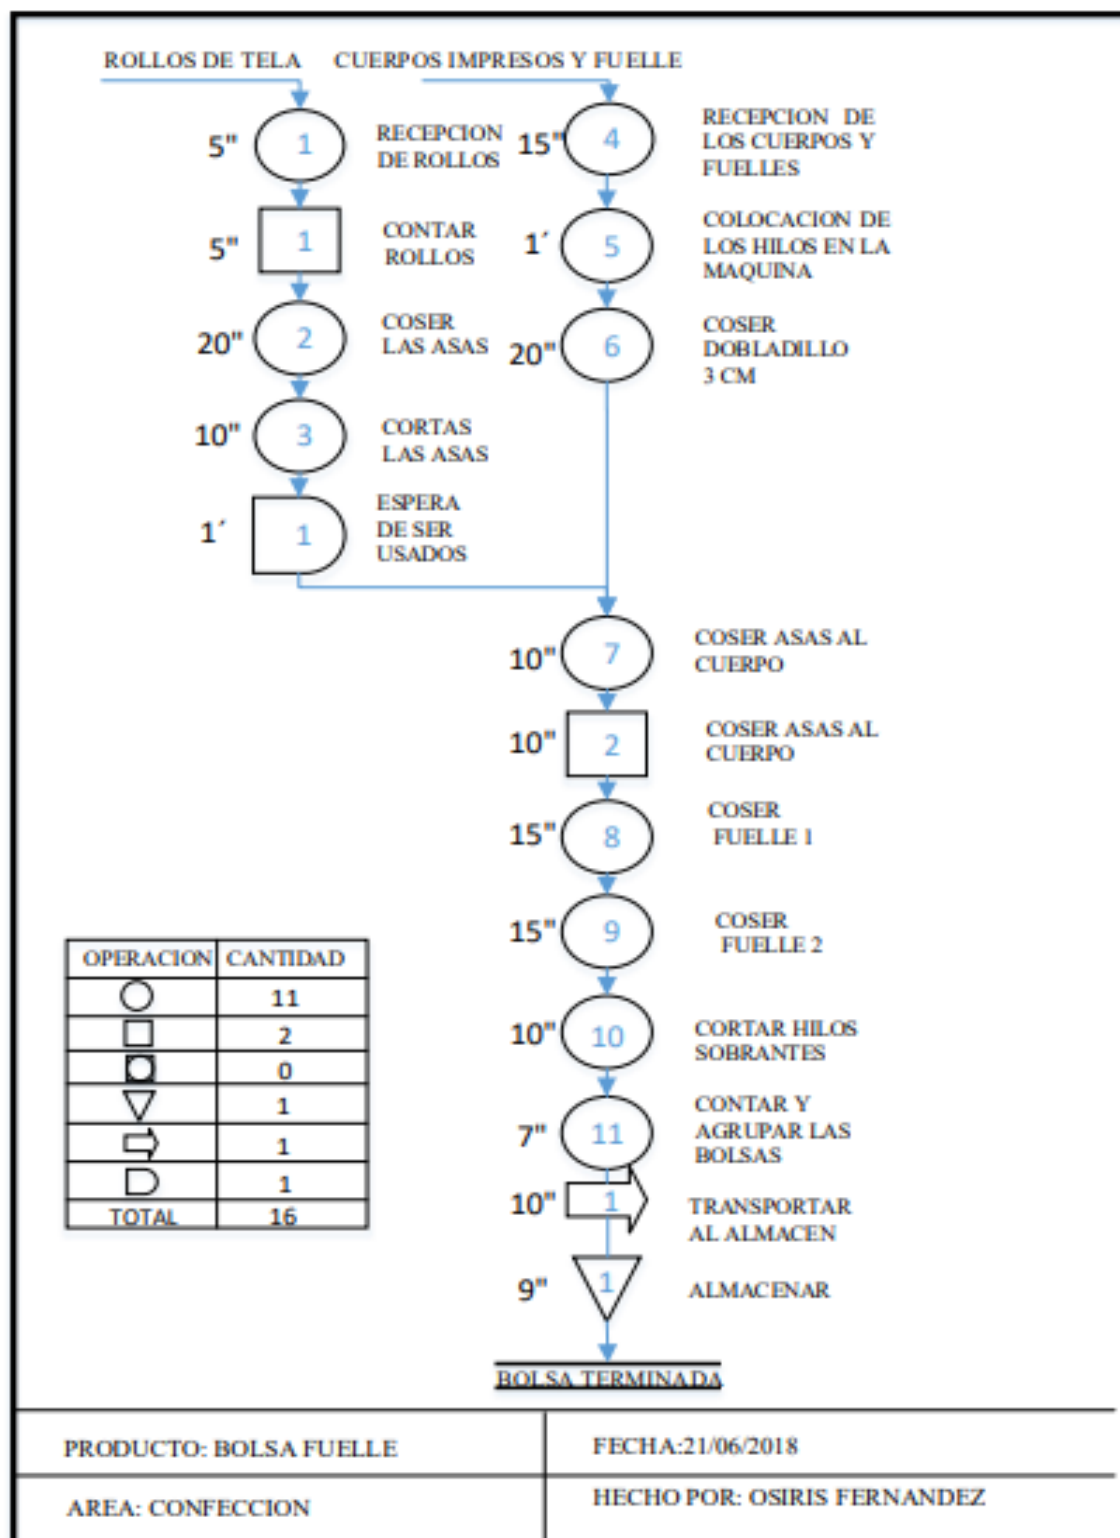 ROLLOS DE TELA
CUERPOS IMPRESOS Y FUELLE
5" 1 RECEPCION
DE ROLLOS
5" 1 CONTAR
ROLLOS
20" 2 COSER
LAS ASAS
10" 3 CORTAS
LAS ASAS
1´ 1 ESPERA
DE SER
USADOS
15" 4 RECEPCION DE
LOS CUERPOS Y
FUELLES
1´ 5 COLOCACION DE
LOS HILOS EN LA
MAQUINA
20" 6 COSER
DOBLADILLO
3 CM
10" 7 COSER ASAS AL
CUERPO
10" 2 COSER ASAS AL
CUERPO
15" 8 COSER
FUELLE 1
15" 9 COSER
FUELLE 2
10" 10 CORTAR HILOS
SOBRANTES
7" 11 CONTAR Y
AGRUPAR LAS
BOLSAS
10" 1 TRANSPORTAR
AL ALMACEN
9" 1 ALMACENAR
BOLSA TERMINADA
OPERACION CANTIDAD
11
2
0
1
1
1
TOTAL 16
PRODUCTO: BOLSA FUELLE
FECHA:21/06/2018
AREA: CONFECCION
HECHO POR: OSIRIS FERNANDEZ